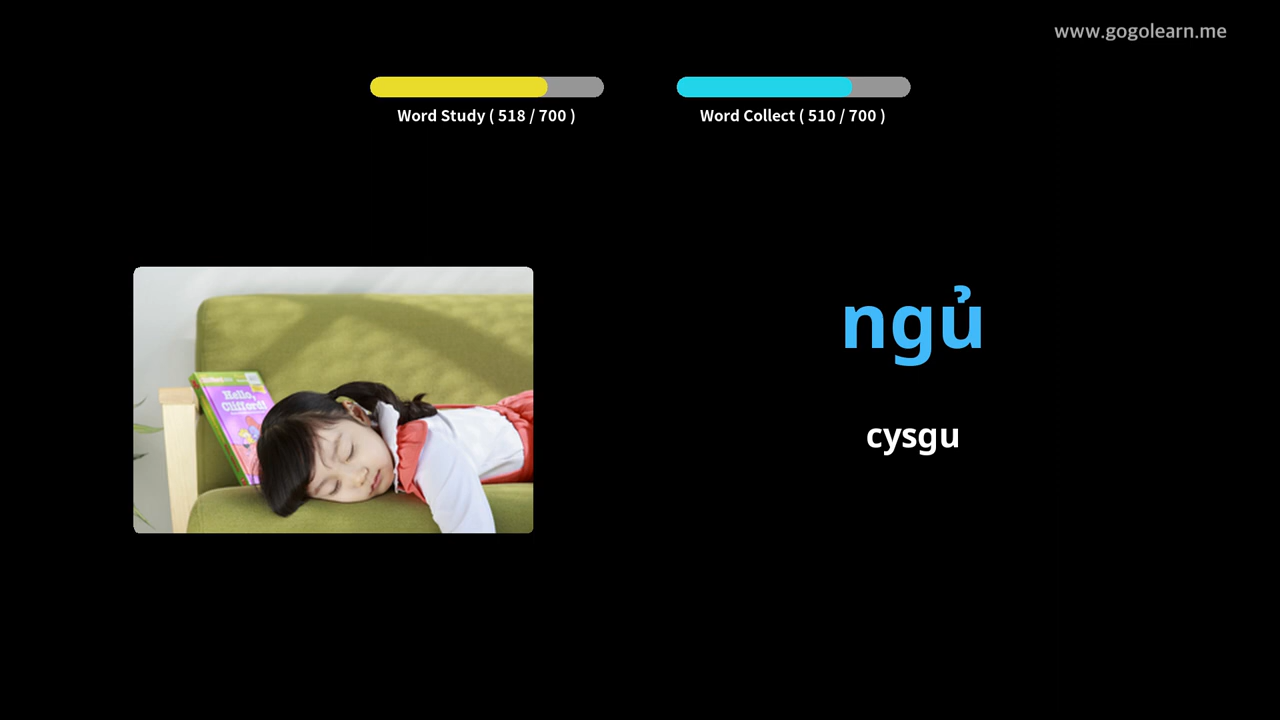 www.gogolearn.me
Word Study ( 518 / 700 )
Word Collect ( 510 / 700 )
ngủ
cysgu
Hello,
Clifford!